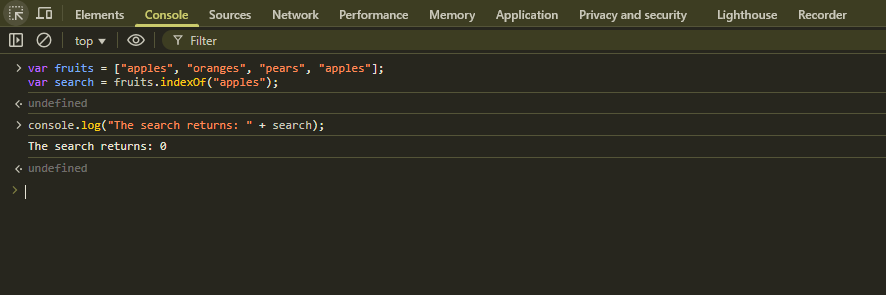 Elements Console Sources Network Performance Memory Application Privacy and security Lighthouse Recorder
top Filter
> var fruits = ["apples", "oranges", "pears", "apples"];
var search = fruits.indexOf("apples");
undefined
> console.log("The search returns: " + search);
The search returns: 0
undefined
>